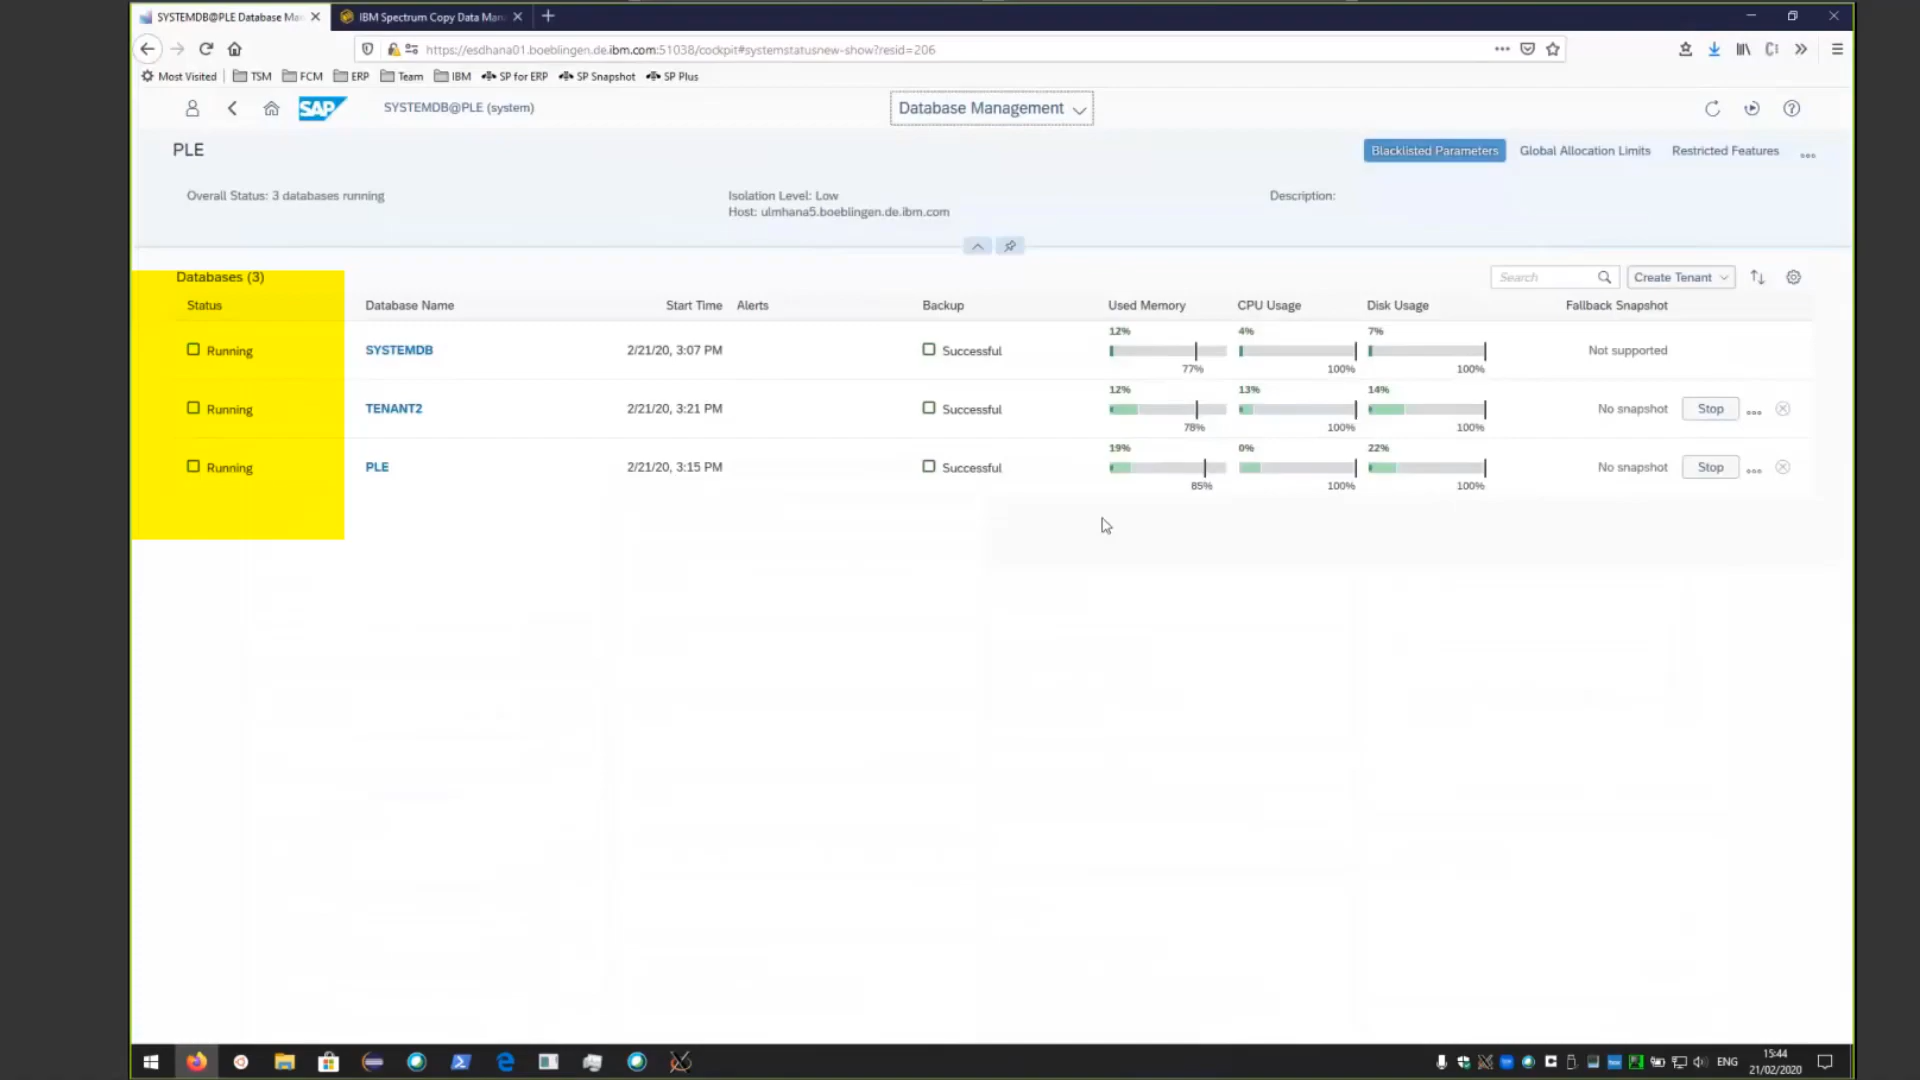 SYSTEMDB@PLE Database Man
IBM Spectrum Copy Data Man
https://esdhana01.boeblingen.de.ibm.com:51038/cockpit#systemstatusnew-show?resid=206
Most Visited TSM FCM ERP Team IBM SP for ERP SP Snapshot SP Plus
SAP SYSTEMDB@PLE (system) Database Management
PLE Blacklisted Parameters Global Allocation Limits Restricted Features
Overall Status: 3 databases running Isolation Level: Low Description:
Host: ulmhana5.boeblingen.de.ibm.com
Databases (3) Search Create Tenant
Status Database Name Start Time Alerts Backup Used Memory CPU Usage Disk Usage Fallback Snapshot
12% 4% 7%
Running SYSTEMDB 2/21/20, 3:07 PM Successful Not supported
77% 100% 100%
12% 13% 14%
Running TENANT2 2/21/20, 3:21 PM Successful No snapshot Stop
78% 100% 100%
19% 0% 22%
Running PLE 2/21/20, 3:15 PM Successful No snapshot Stop
85% 100% 100%
ENG 15:44
21/02/2020